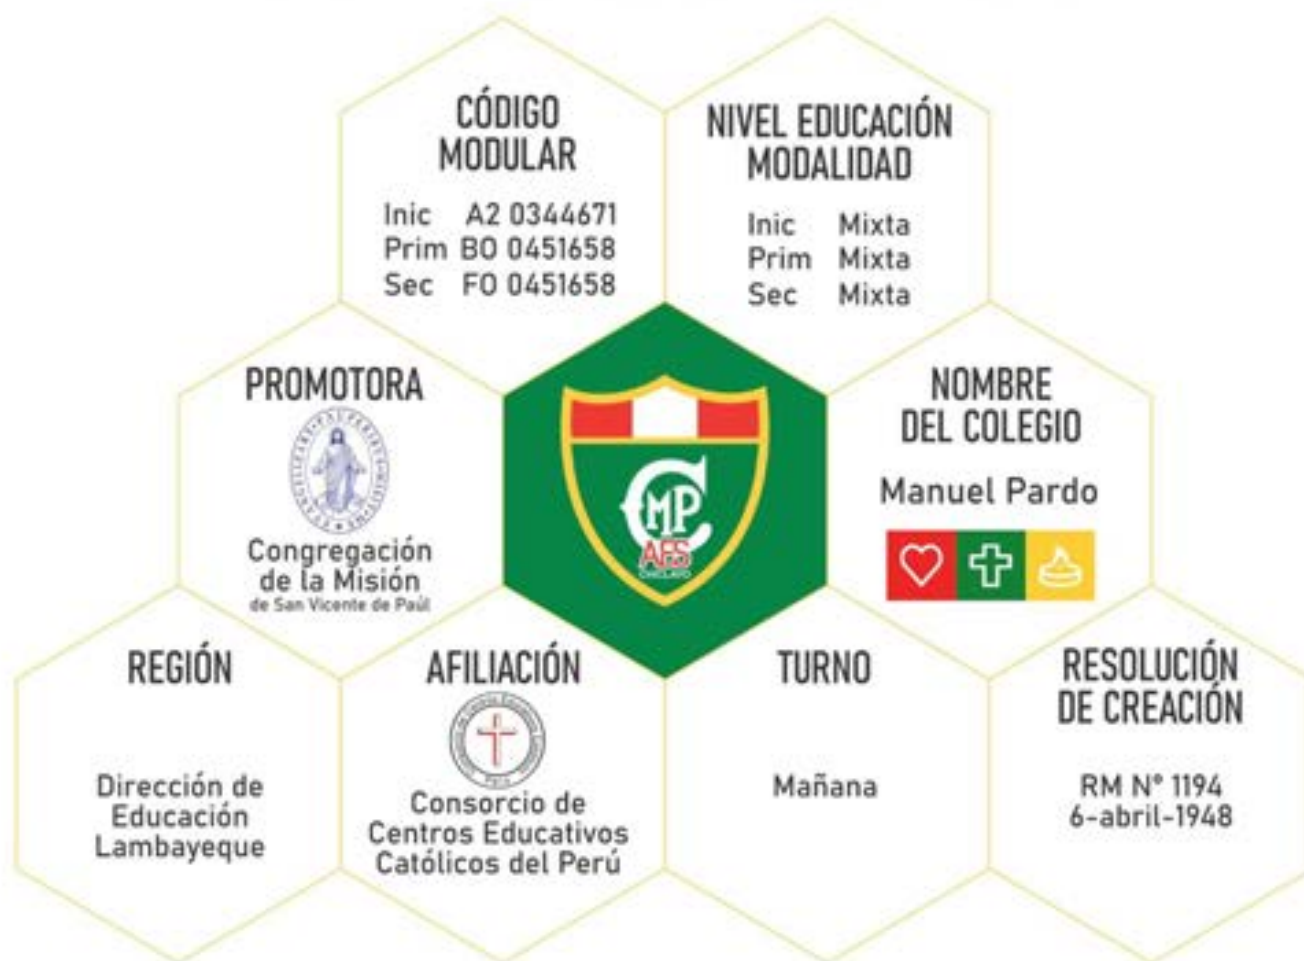 CÓDIGO
MODULAR
Inic A2 0344671
Prim BO 0451658
Sec FO 0451658
NIVEL EDUCACIÓN
MODALIDAD
Inic Mixta
Prim Mixta
Sec Mixta
PROMOTORA
Congregación
de la Misión
de San Vicente de Paúl
CMP
AFS
CHICLAYO
NOMBRE
DEL COLEGIO
Manuel Pardo
REGIÓN
Dirección de
Educación
Lambayeque
AFILIACIÓN
Consorcio de
Centros Educativos
Católicos del Perú
TURNO
Mañana
RESOLUCIÓN
DE CREACIÓN
RM N° 1194
6-abril-1948